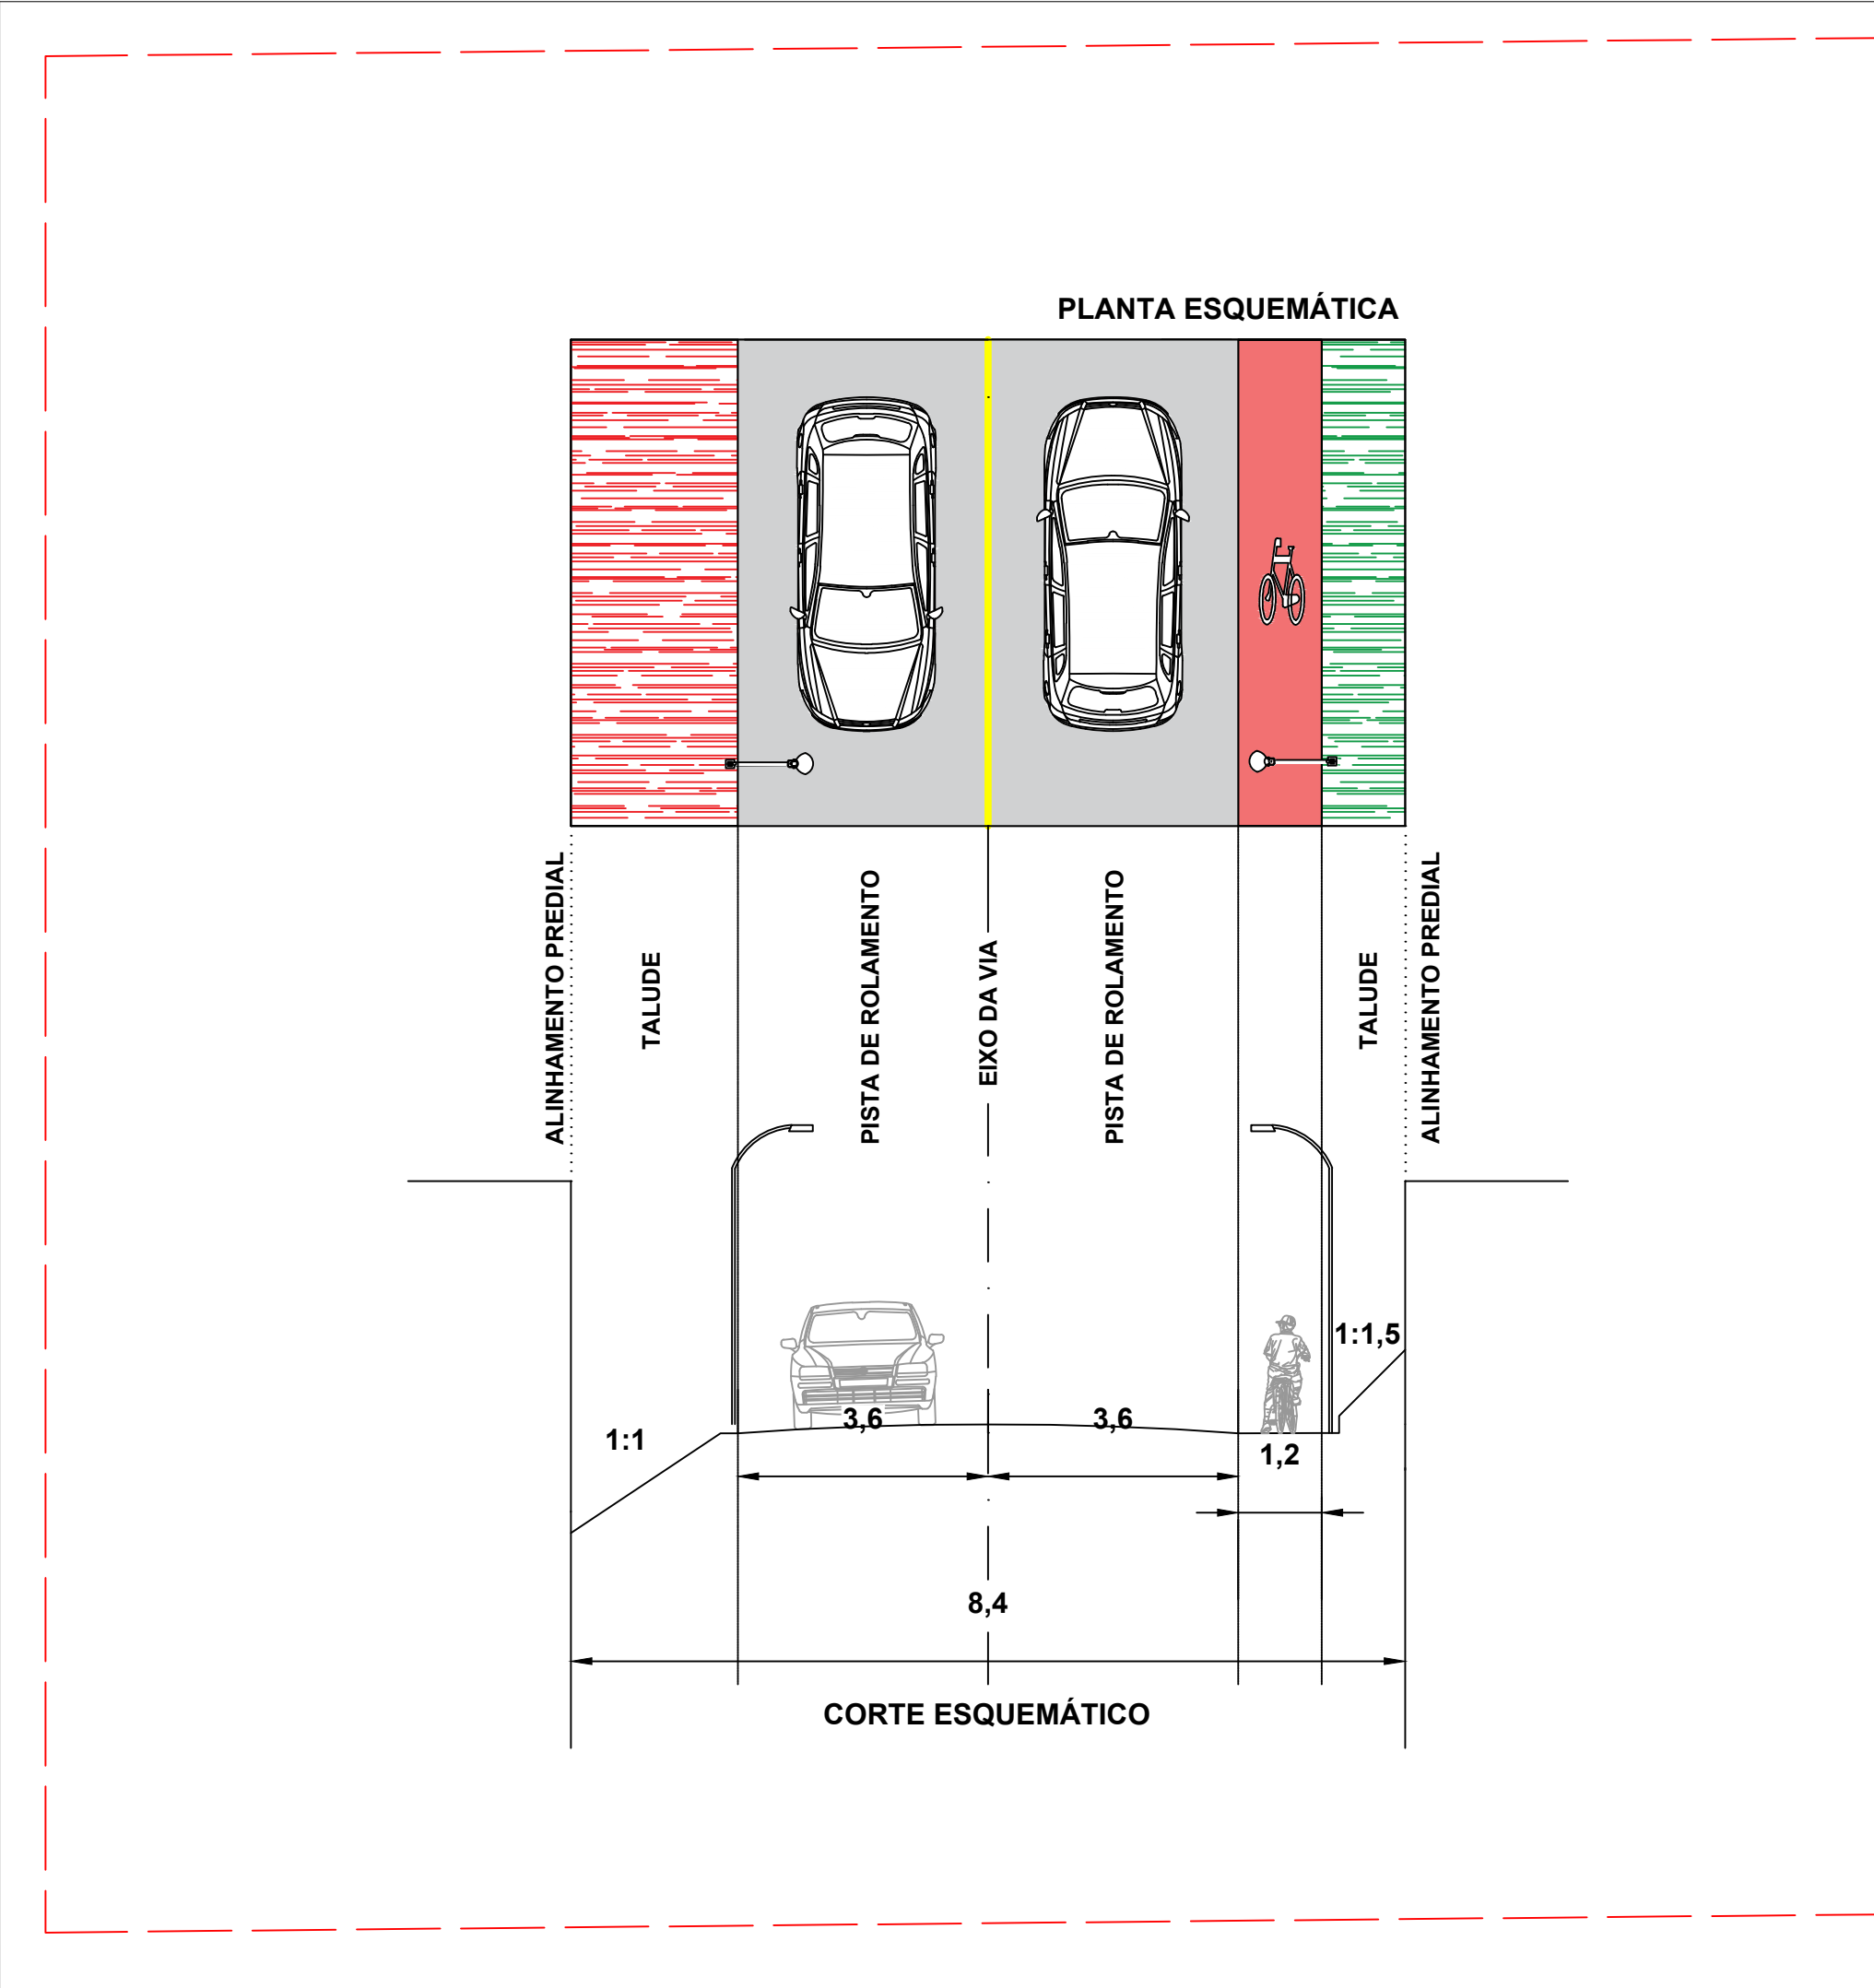 PLANTA ESQUEMÁTICA
ALINHAMENTO PREDIAL
TALUDE
PISTA DE ROLAMENTO
EIXO DA VIA
PISTA DE ROLAMENTO
TALUDE
ALINHAMENTO PREDIAL
1:1,5
3,6
3,6
1:1
1,2
8,4
CORTE ESQUEMÁTICO